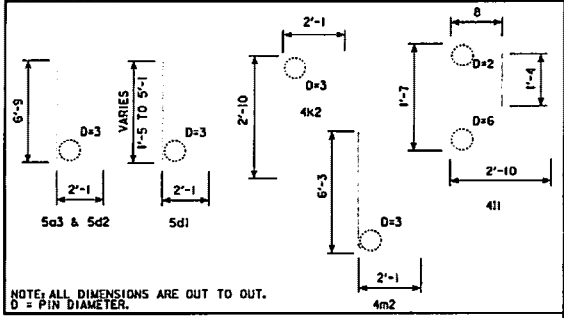 2'-1
8
6'-9
VARIES
1'-5 TO 5'-1
2'-10
1'-7
D=2
1'-4
D=3
4k2
D=3
D=3
D=6
6'-3
2'-1
2'-1
2'-10
5a3 & 5d2
5d1
4l1
D=3
2'-1
4m2
NOTE: ALL DIMENSIONS ARE OUT TO OUT.
D = PIN DIAMETER.